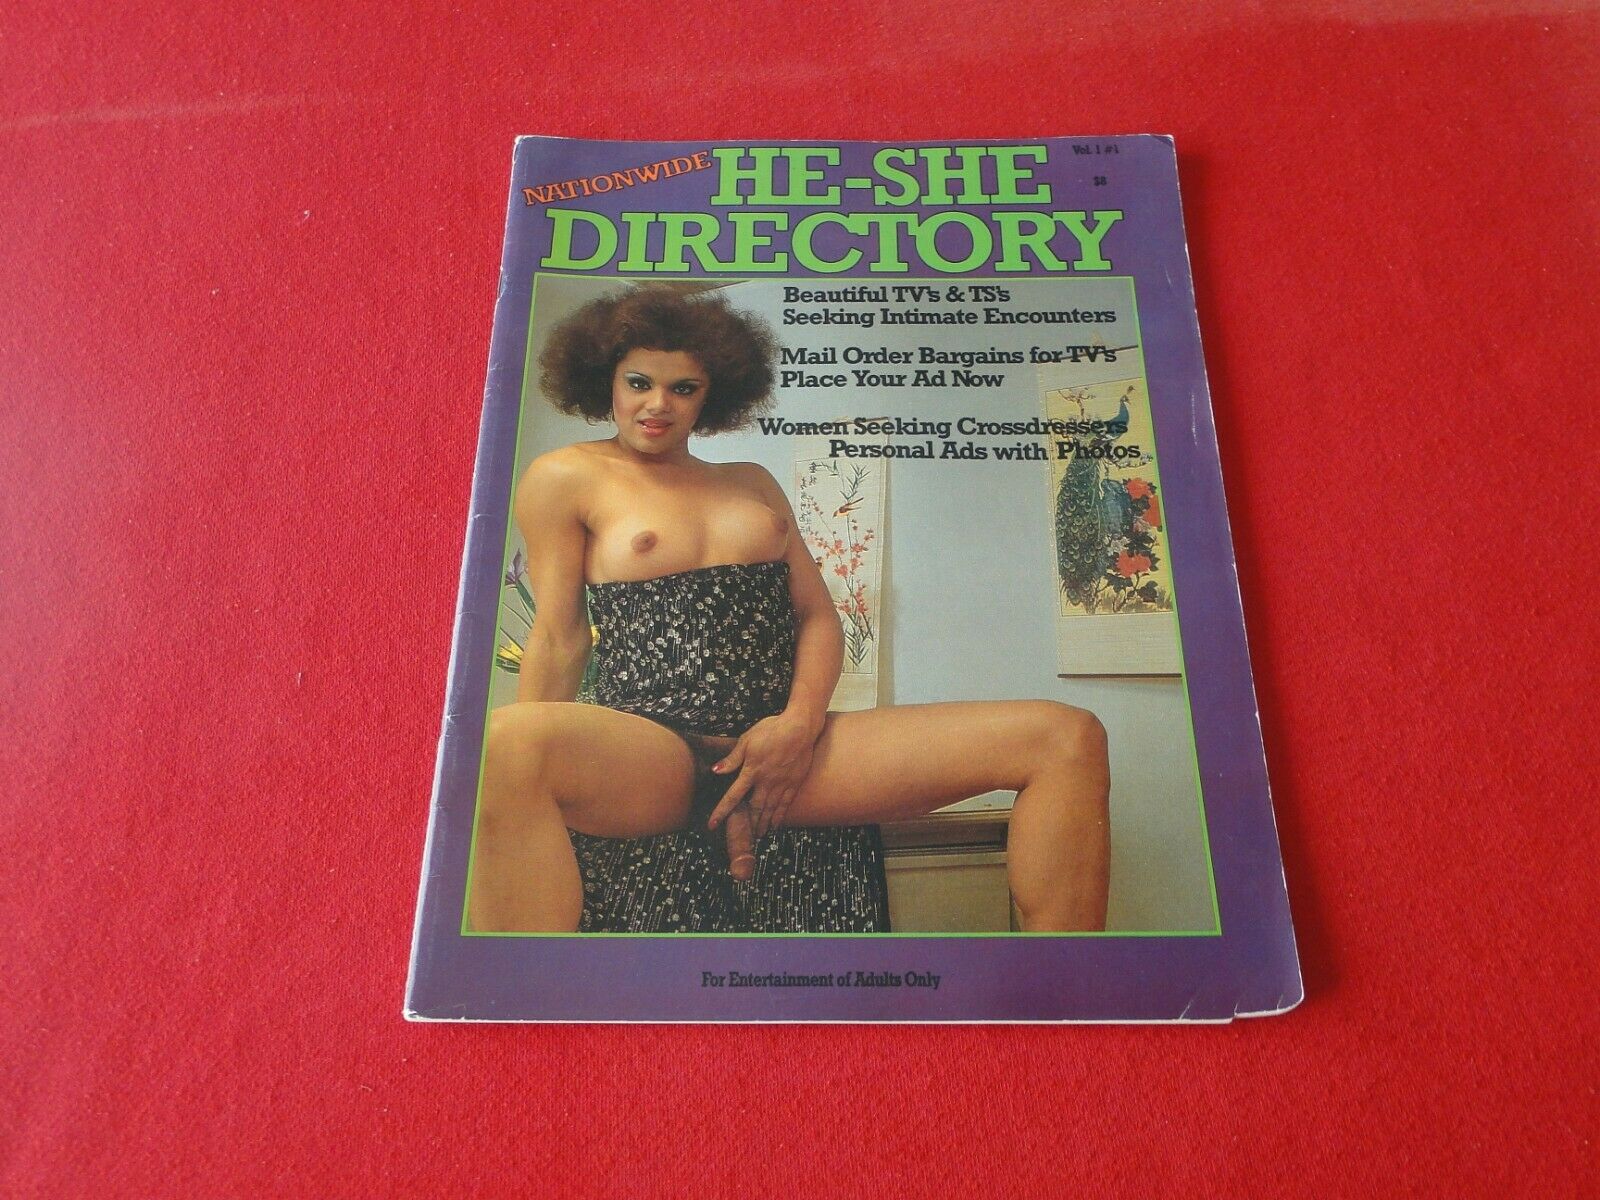 NATIONWIDE HE-SHE
DIRECTORY
Vol. 1 #1
$8
Beautiful TV's & TS's
Seeking Intimate Encounters
Mail Order Bargains for TV's
Place Your Ad Now
Women Seeking Crossdressers
Personal Ads with Photos
For Entertainment of Adults Only